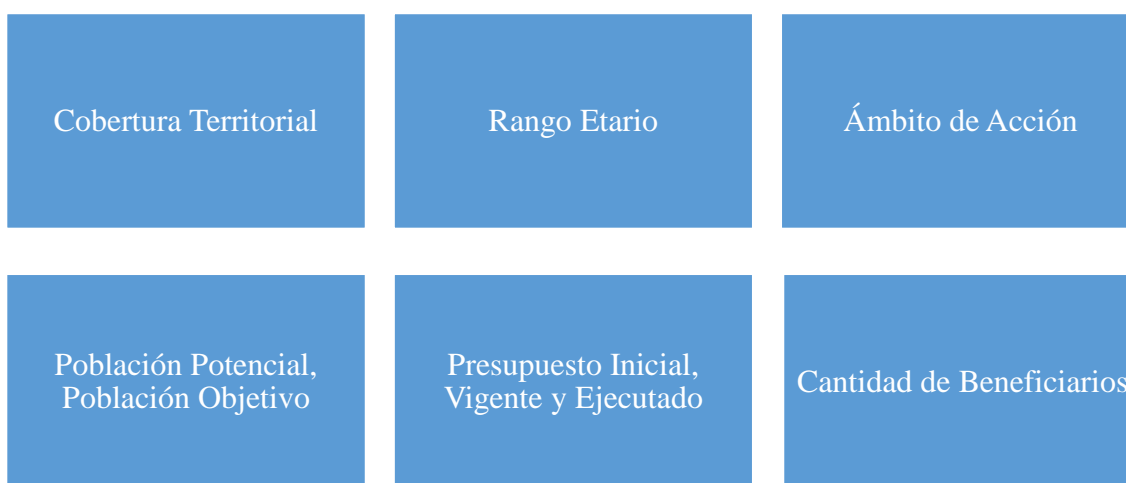 Cobertura Territorial
Rango Etario
Ámbito de Acción
Población Potencial,
Población Objetivo
Presupuesto Inicial,
Vigente y Ejecutado
Cantidad de Beneficiarios